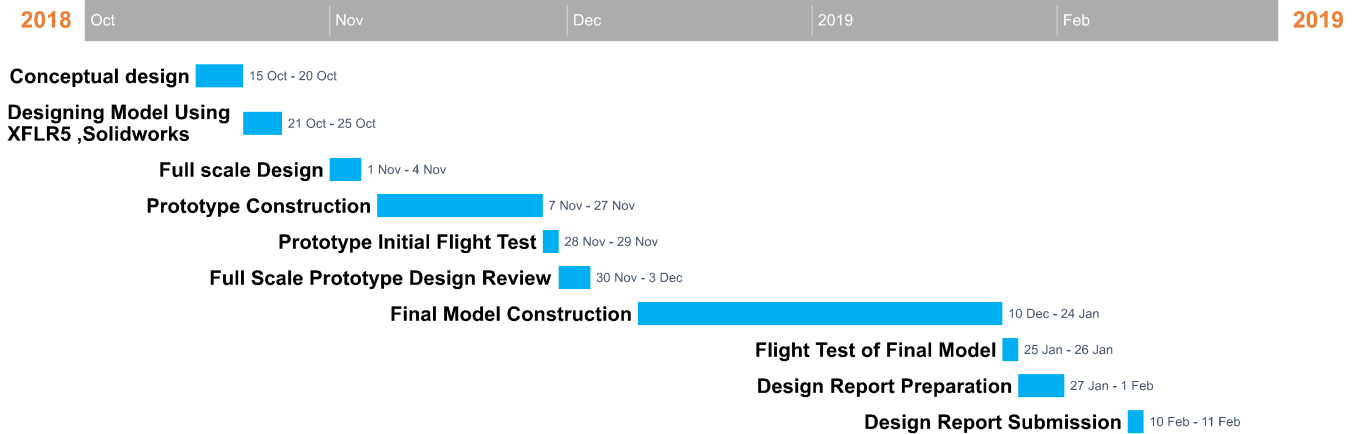 2018 Oct Nov Dec 2019 Feb 2019
Conceptual design 15 Oct - 20 Oct
Designing Model Using
XFLR5 ,Solidworks
21 Oct - 25 Oct
Full scale Design 1 Nov - 4 Nov
Prototype Construction 7 Nov - 27 Nov
Prototype Initial Flight Test 28 Nov - 29 Nov
Full Scale Prototype Design Review 30 Nov - 3 Dec
Final Model Construction 10 Dec - 24 Jan
Flight Test of Final Model 25 Jan - 26 Jan
Design Report Preparation 27 Jan - 1 Feb
Design Report Submission 10 Feb - 11 Feb